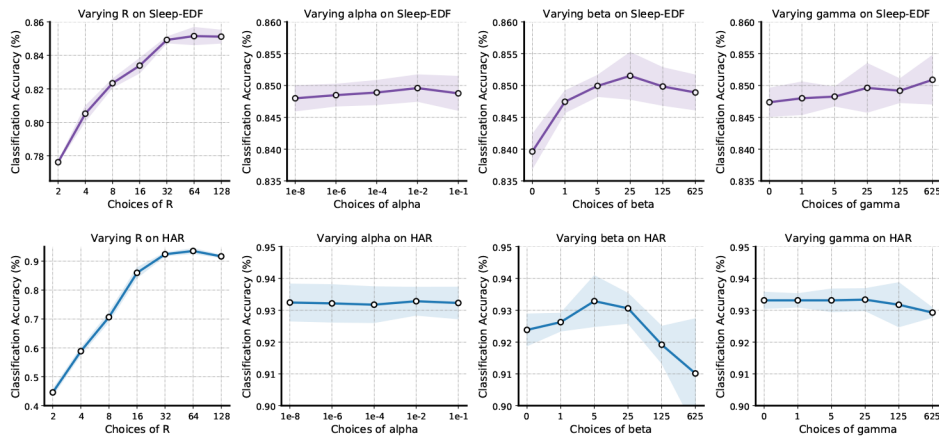 Varying R on Sleep-EDF
Classification Accuracy (%)
0.86
0.84
0.82
0.80
0.78
2 4 8 16 32 64 128
Choices of R
Varying alpha on Sleep-EDF
Classification Accuracy (%)
0.860
0.855
0.850
0.845
0.840
0.835
1e-8 1e-6 1e-4 1e-2 1e-1
Choices of alpha
Varying beta on Sleep-EDF
Classification Accuracy (%)
0.860
0.855
0.850
0.845
0.840
0.835
0 1 5 25 125 625
Choices of beta
Varying gamma on Sleep-EDF
Classification Accuracy (%)
0.860
0.855
0.850
0.845
0.840
0.835
0 1 5 25 125 625
Choices of gamma
Varying R on HAR
Classification Accuracy (%)
0.9
0.8
0.7
0.6
0.5
0.4
2 4 8 16 32 64 128
Choices of R
Varying alpha on HAR
Classification Accuracy (%)
0.95
0.94
0.93
0.92
0.91
0.90
1e-8 1e-6 1e-4 1e-2 1e-1
Choices of alpha
Varying beta on HAR
Classification Accuracy (%)
0.95
0.94
0.93
0.92
0.91
0.90
0 1 5 25 125 625
Choices of beta
Varying gamma on HAR
Classification Accuracy (%)
0.95
0.94
0.93
0.92
0.91
0.90
0 1 5 25 125 625
Choices of gamma